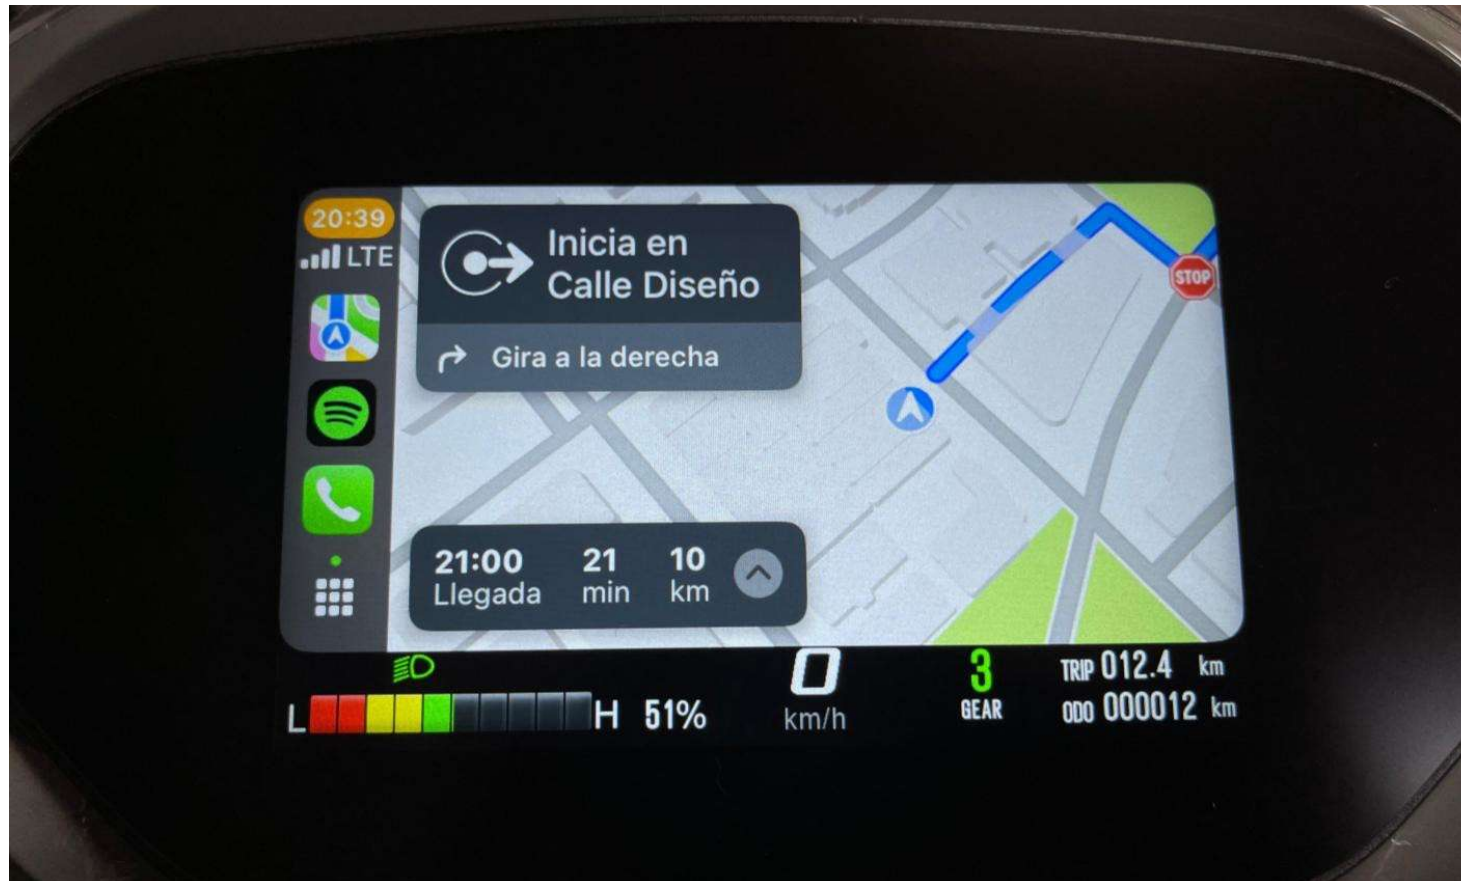 20:39
LTE
Inicia en
Calle Diseño
Gira a la derecha
STOP
21:00 21 10
Llegada min km
L H 51%
0
km/h
3
GEAR
TRIP 012.4 km
ODO 000012 km